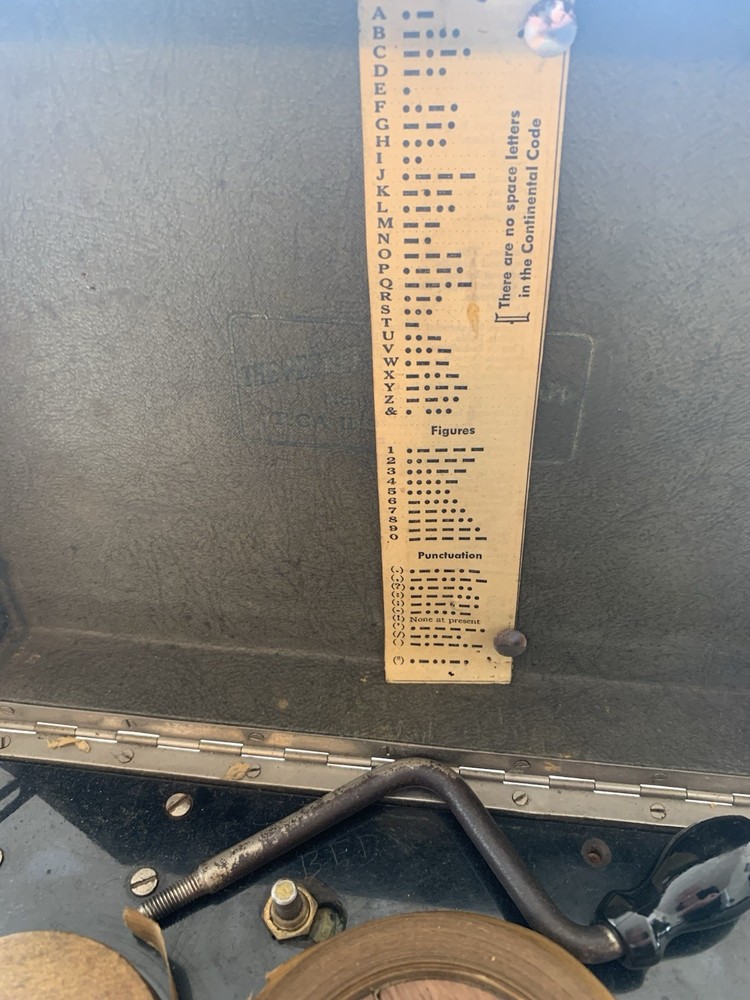 A • —
B — • • •
C — • — •
D — • •
E •
F • • — •
G — — •
H • • • •
I • •
J • — — —
K — • —
L • — • •
M — —
N — •
O — — —
P • — — •
Q — — • —
R • — •
S • • •
T —
U • • —
V • • • —
W • — —
X — • • —
Y — • — —
Z — — • •
& • • • •
There are no space letters
in the Continental Code
Figures
1 • — — — —
2 • • — — —
3 • • • — —
4 • • • • —
5 • • • • •
6 — • • • •
7 — — • • •
8 — — — • •
9 — — — — •
0 — — — — —
Punctuation
None at present